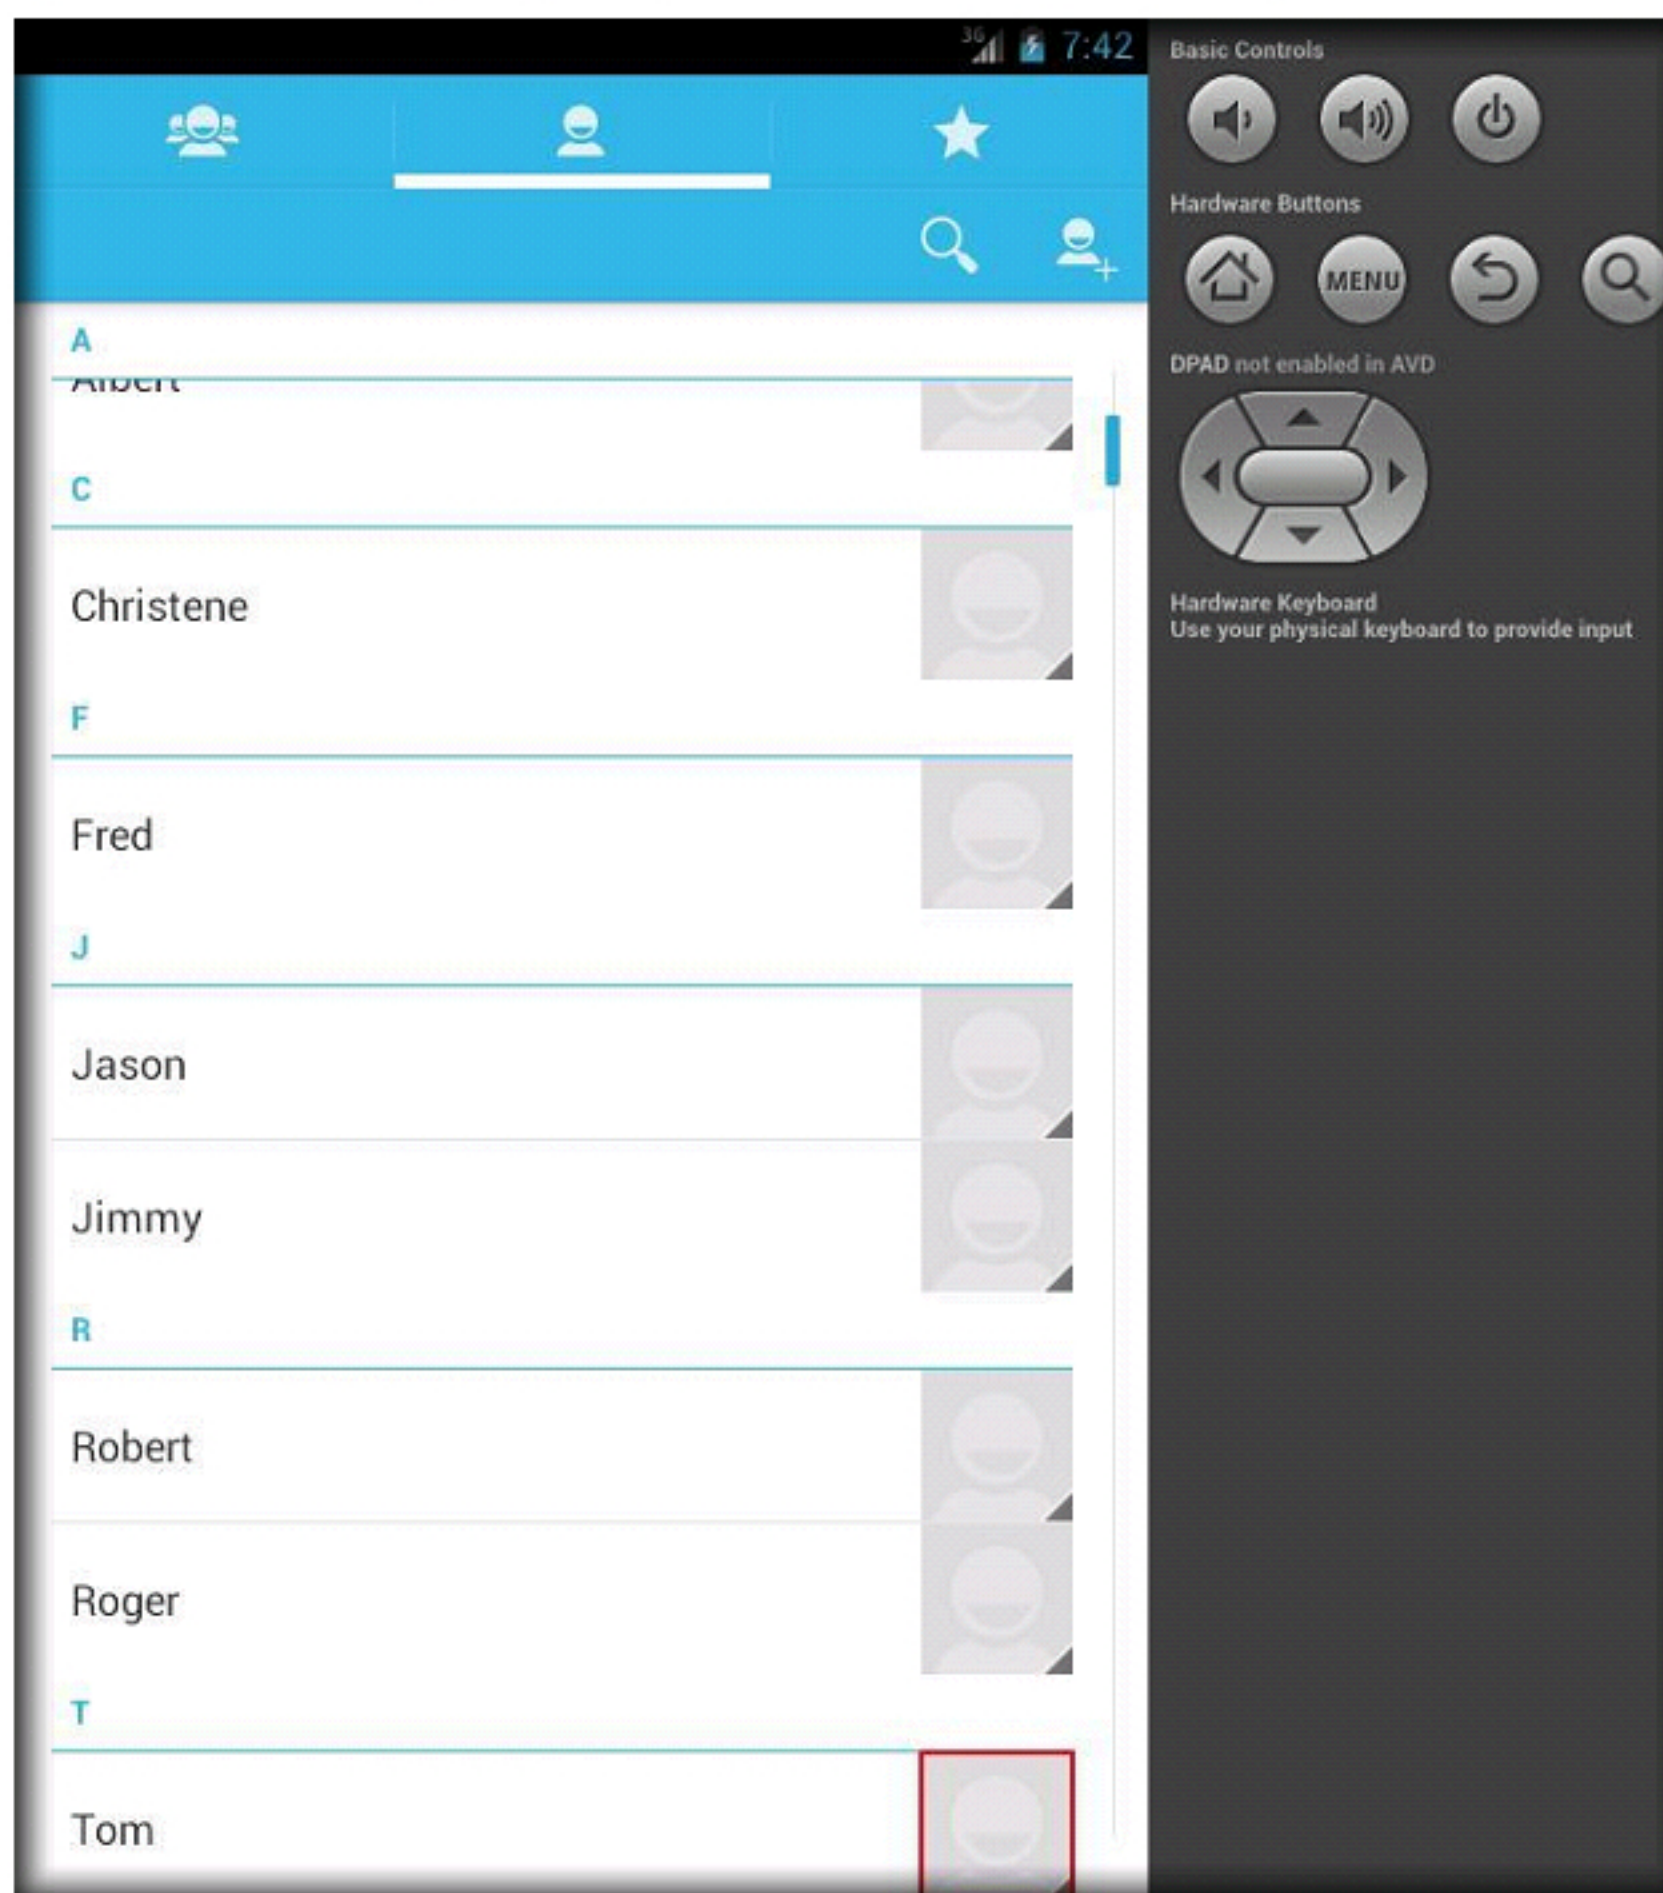 3G 7:42
A
Albert
C
Christene
F
Fred
J
Jason
Jimmy
R
Robert
Roger
T
Tom
Basic Controls
Hardware Buttons
MENU
DPAD not enabled in AVD
Hardware Keyboard
Use your physical keyboard to provide input